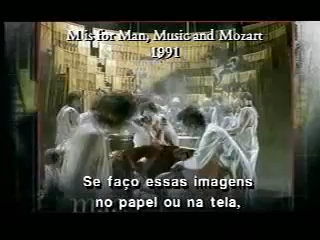 M is for Man, Music and Mozart
1991
Se faço essas imagens
no papel ou na tela,